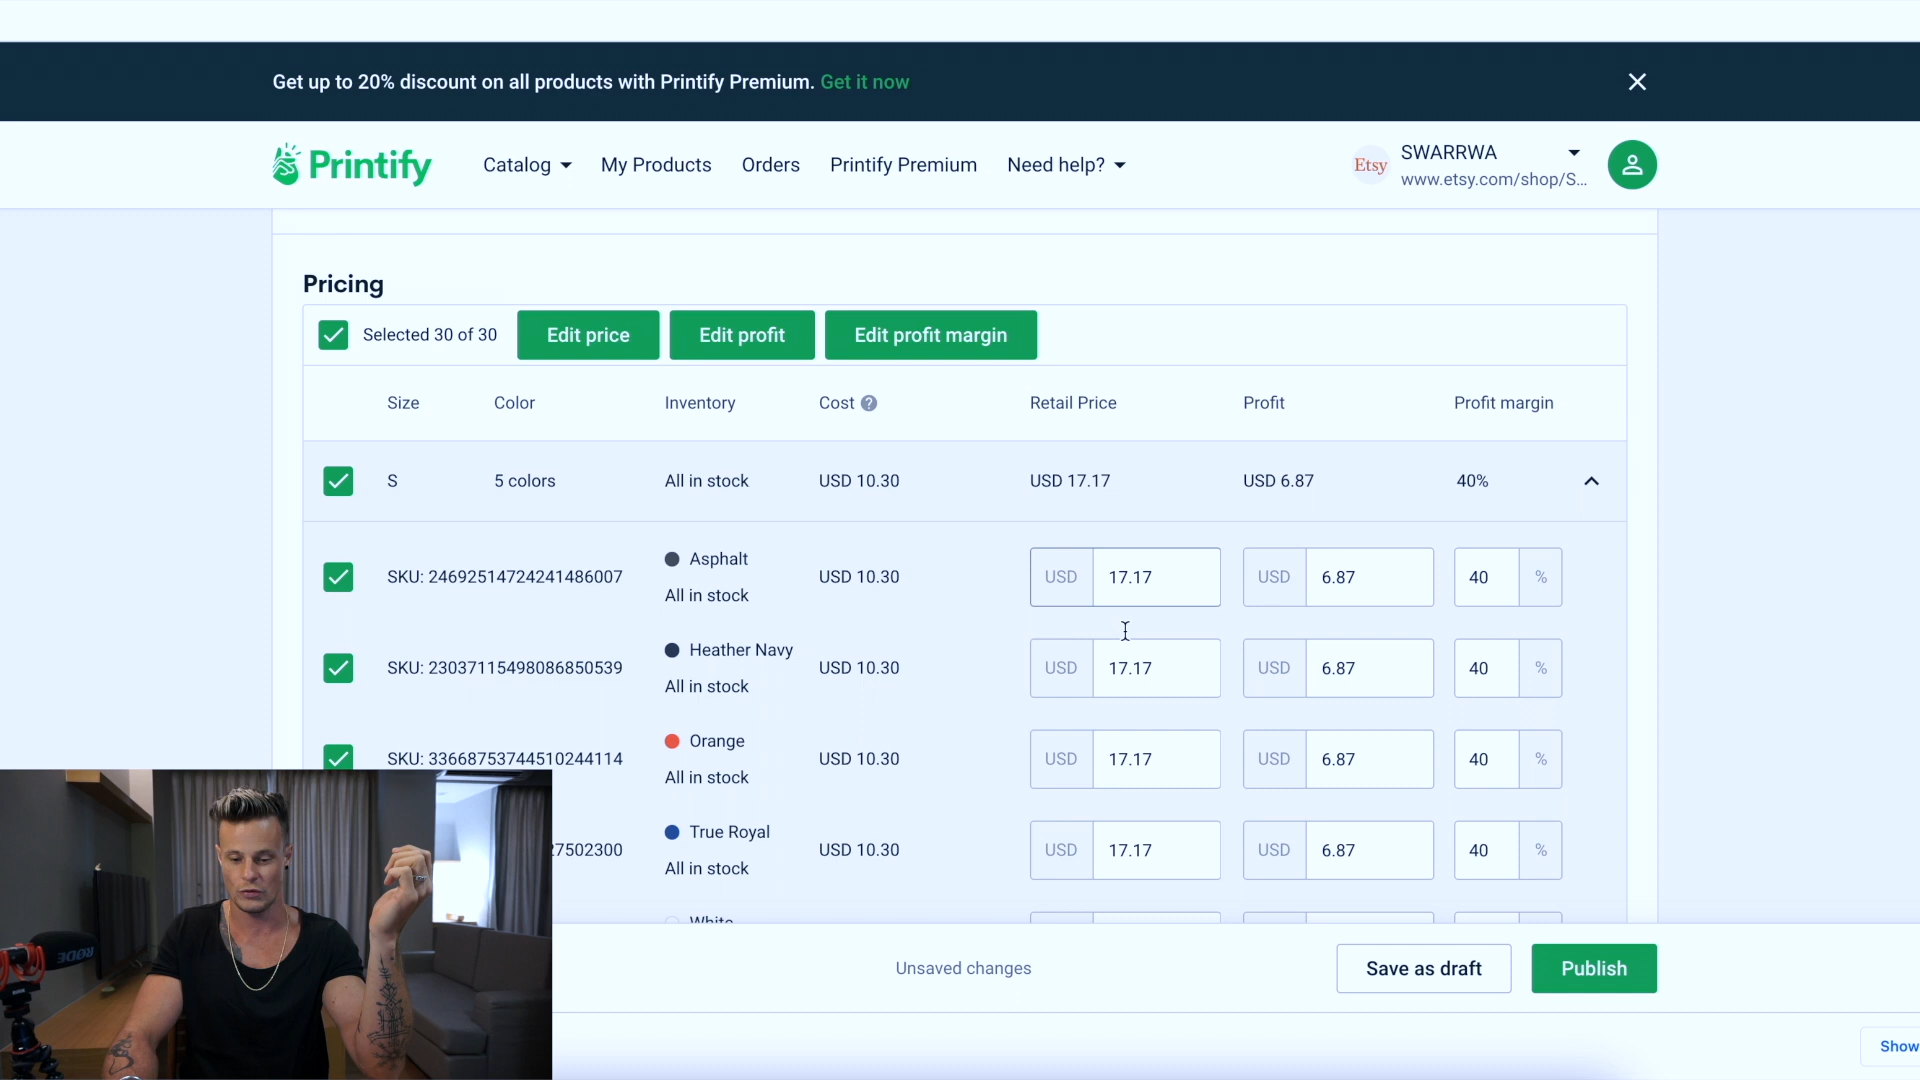 Get up to 20% discount on all products with Printify Premium. Get it now
Printify
Catalog
My Products
Orders
Printify Premium
Need help?
Etsy
SWARRWA
www.etsy.com/shop/S...
Pricing
Selected 30 of 30
Edit price
Edit profit
Edit profit margin
Size Color Inventory Cost ? Retail Price Profit Profit margin
S 5 colors All in stock USD 10.30 USD 17.17 USD 6.87 40%
Asphalt
SKU: 24692514724241486007 USD 10.30 USD 17.17 USD 6.87 40 %
All in stock
Heather Navy
SKU: 23037115498086850539 USD 10.30 USD 17.17 USD 6.87 40 %
All in stock
Orange
SKU: 33668753744510244114 USD 10.30 USD 17.17 USD 6.87 40 %
All in stock
True Royal
27502300 USD 10.30 USD 17.17 USD 6.87 40 %
All in stock
White
Unsaved changes
Save as draft
Publish
Show
RØDE